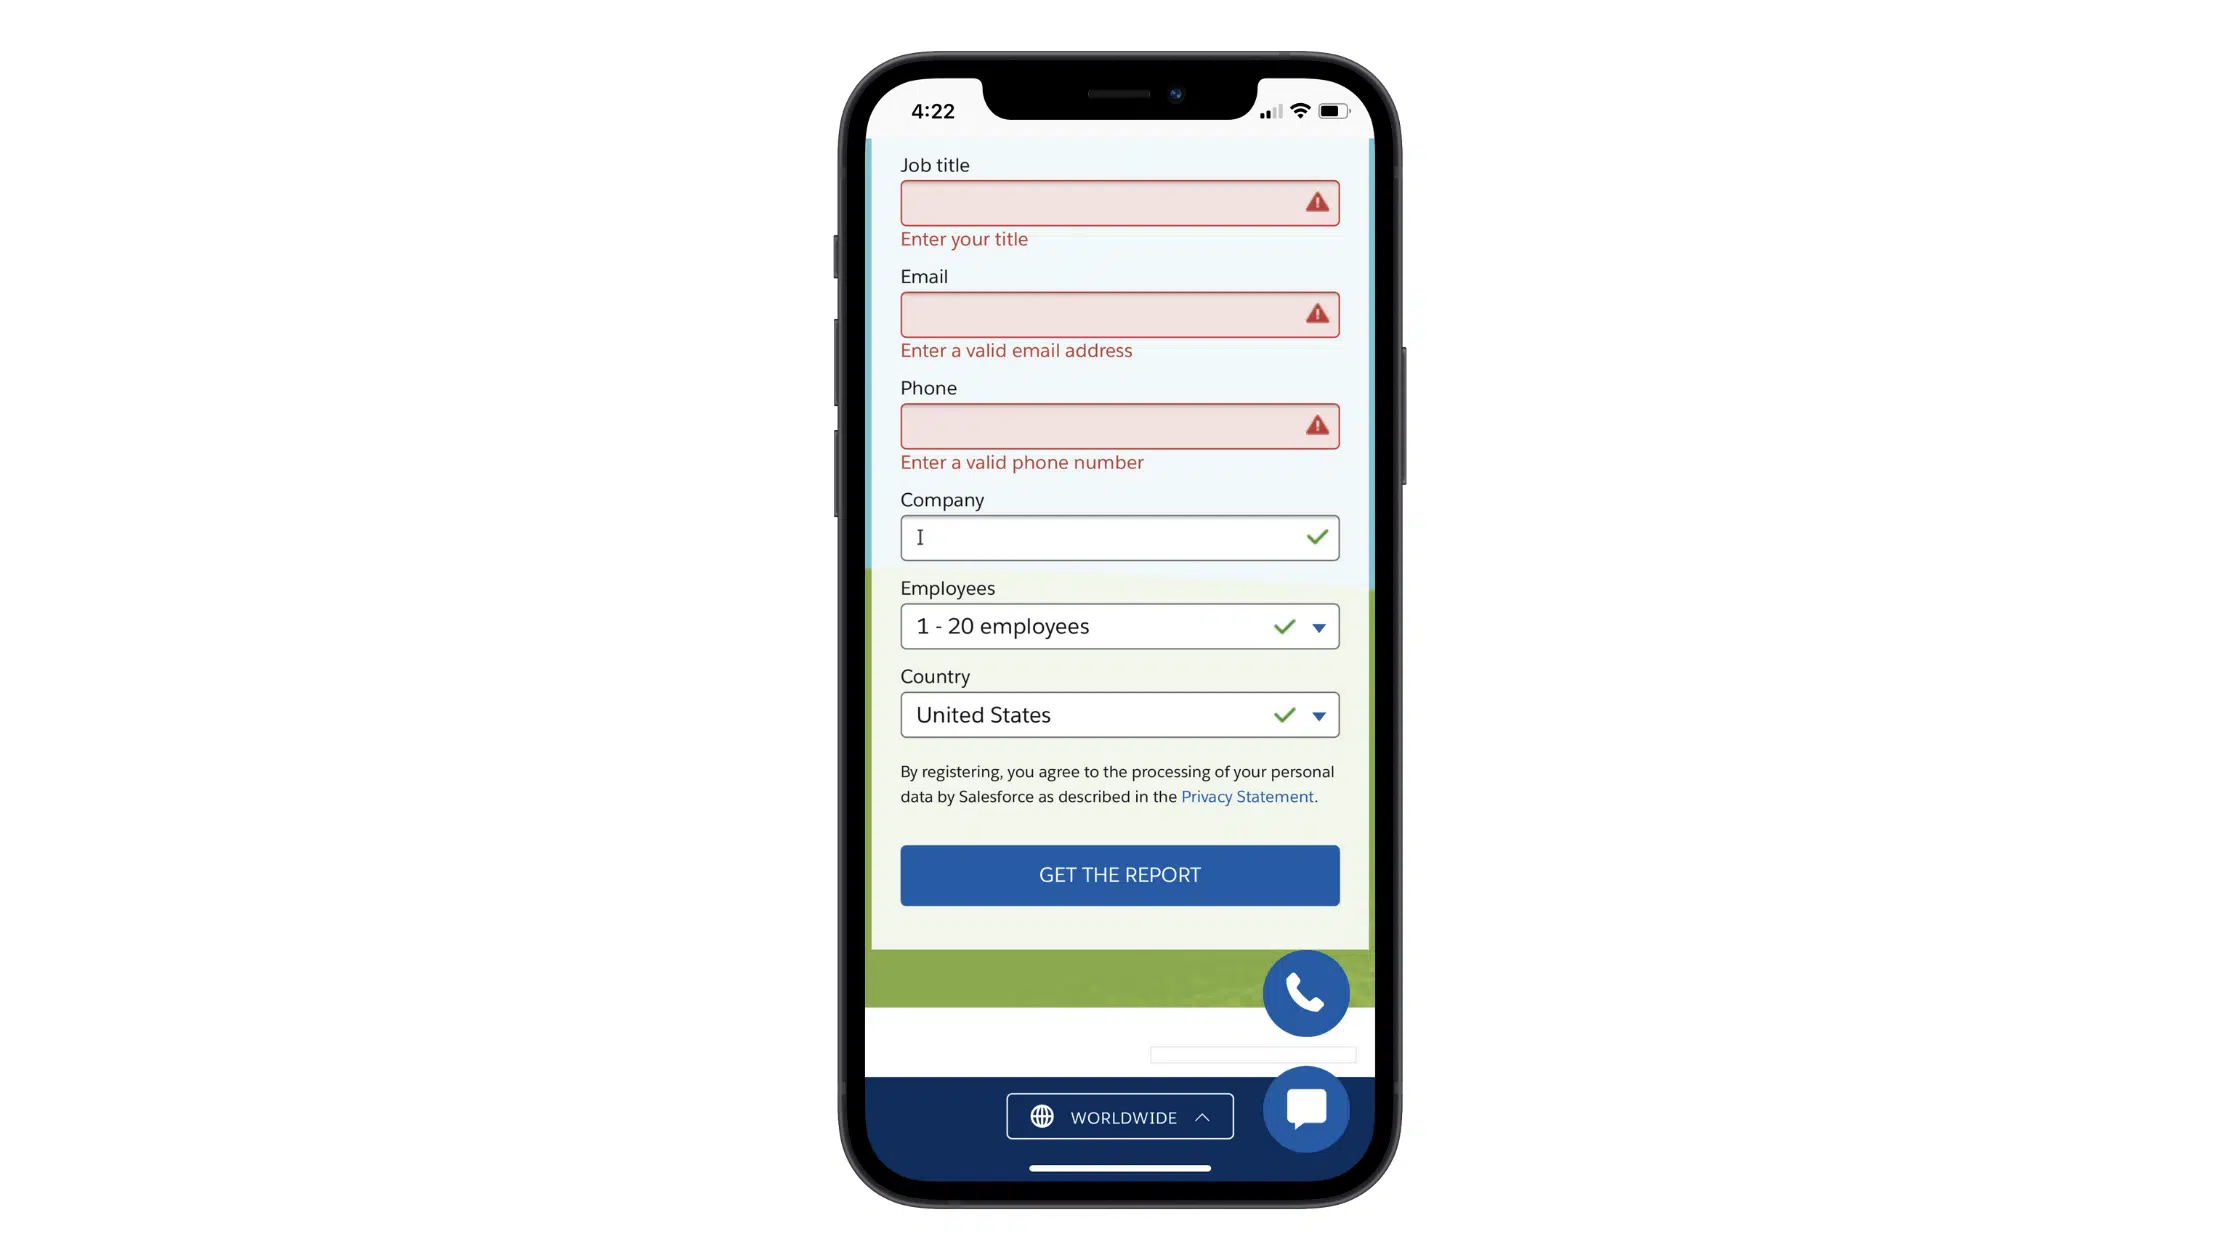 4:22
Job title
Enter your title
Email
Enter a valid email address
Phone
Enter a valid phone number
Company
I
Employees
1 - 20 employees
Country
United States
By registering, you agree to the processing of your personal
data by Salesforce as described in the Privacy Statement.
GET THE REPORT
WORLDWIDE